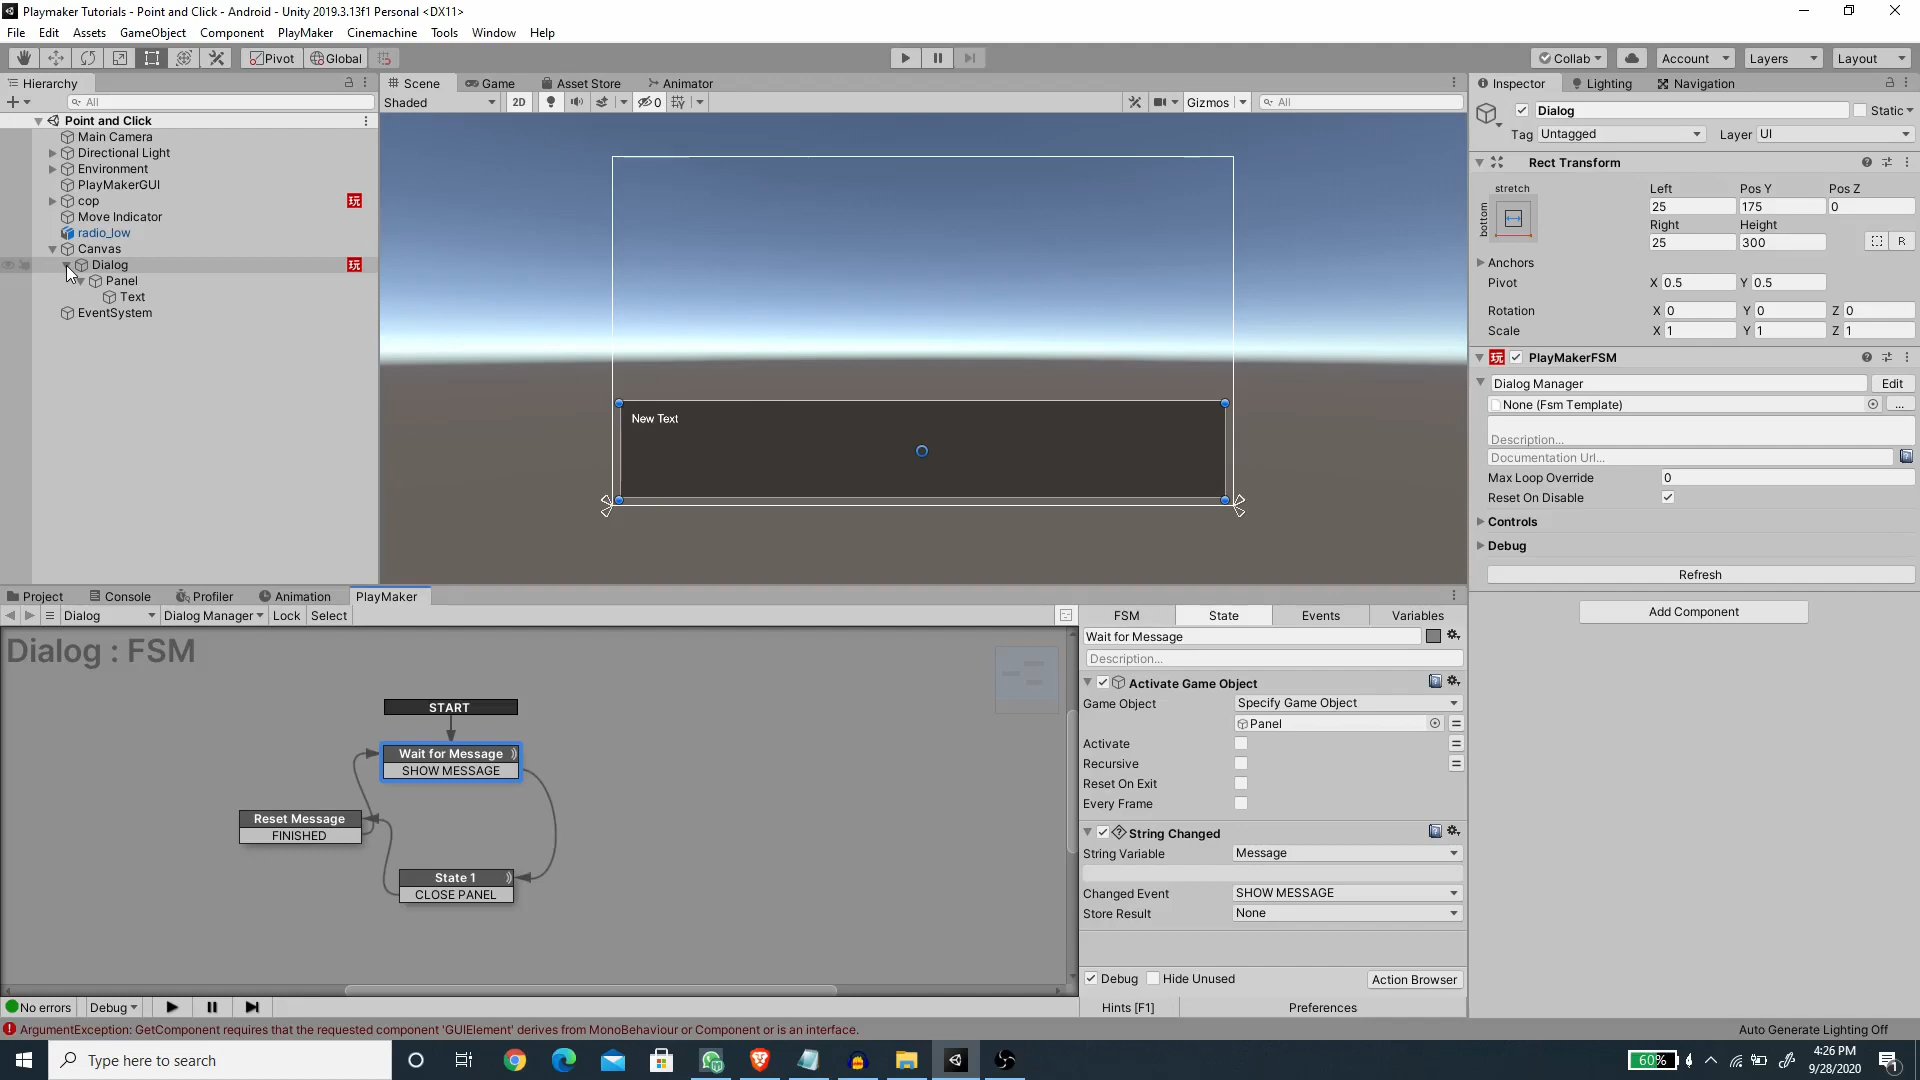 Playmaker Tutorials - Point and Click - Android - Unity 2019.3.13f1 Personal <DX11>
File Edit Assets GameObject Component PlayMaker Cinemachine Tools Window Help
Pivot Global Collab Account Layers Layout
Hierarchy
All
Point and Click
Main Camera
Directional Light
Environment
PlayMakerGUI
cop
玩
Move Indicator
radio_low
Canvas
Dialog
玩
Panel
Text
EventSystem
Scene Game Asset Store Animator
Shaded 2D 0 Gizmos All
New Text
Inspector Lighting Navigation
Dialog Static
Tag Untagged Layer UI
Rect Transform
stretch Left Pos Y Pos Z
bottom 25 175 0
Right Height
25 300 R
Anchors
Pivot X 0.5 Y 0.5
Rotation X 0 Y 0 Z 0
Scale X 1 Y 1 Z 1
玩 PlayMakerFSM
Dialog Manager Edit
None (Fsm Template) ...
Description...
Documentation Url...
Max Loop Override 0
Reset On Disable
Controls
Debug
Refresh
Add Component
Project Console Profiler Animation PlayMaker
Dialog Dialog Manager Lock Select
Dialog : FSM
START
Wait for Message
SHOW MESSAGE
Reset Message
FINISHED
State 1
CLOSE PANEL
FSM State Events Variables
Wait for Message
Description...
Activate Game Object
Game Object Specify Game Object
Panel
Activate
Recursive
Reset On Exit
Every Frame
String Changed
String Variable Message
Changed Event SHOW MESSAGE
Store Result None
Debug Hide Unused Action Browser
Hints [F1] Preferences
No errors Debug
ArgumentException: GetComponent requires that the requested component 'GUIElement' derives from MonoBehaviour or Component or is an interface.
Auto Generate Lighting Off
Type here to search
60%
4:26 PM
9/28/2020
1